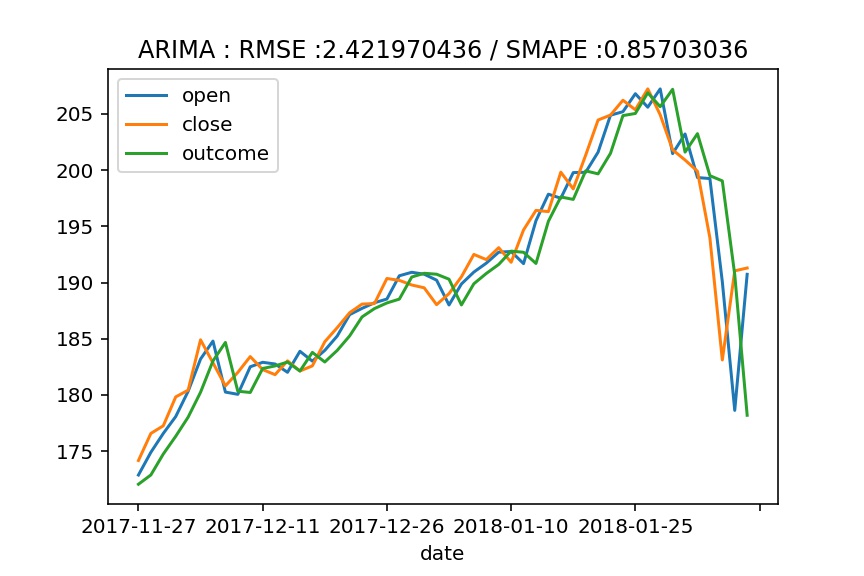 ARIMA : RMSE :2.421970436 / SMAPE :0.85703036
open
close
outcome
205
200
195
190
185
180
175
2017-11-27 2017-12-11 2017-12-26 2018-01-10 2018-01-25
date